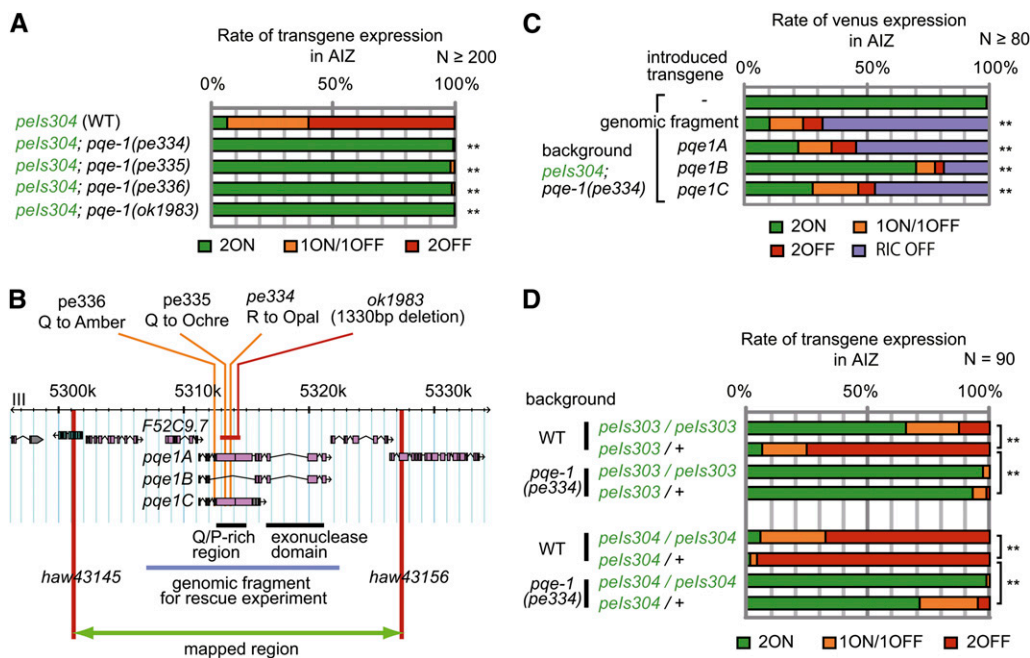 A
Rate of transgene expression
in AIZ
N ≥ 200
0%
50%
100%
peIs304 (WT)
peIs304; pqe-1(pe334)
**
peIs304; pqe-1(pe335)
**
peIs304; pqe-1(pe336)
**
peIs304; pqe-1(ok1983)
**
2ON
1ON/1OFF
2OFF
B
pe336
Q to Amber
pe335
Q to Ochre
pe334
R to Opal
ok1983
(1330bp deletion)
III
5300k
5310k
5320k
5330k
F52C9.7
pqe1A
pqe1B
pqe1C
Q/P-rich
region
exonuclease
domain
haw43145
haw43156
genomic fragment
for rescue experiment
mapped region
C
Rate of venus expression
in AIZ
N ≥ 80
introduced
transgene
0%
50%
100%
-
genomic fragment
**
pqe1A
**
pqe1B
**
pqe1C
**
background
peIs304;
pqe-1(pe334)
2ON
1ON/1OFF
2OFF
RIC OFF
D
Rate of transgene expression
in AIZ
N = 90
background
0%
50%
100%
WT
peIs303 / peIs303
peIs303 / +
**
pqe-1
(pe334)
peIs303 / peIs303
peIs303 / +
**
WT
peIs304 / peIs304
peIs304 / +
**
pqe-1
(pe334)
peIs304 / peIs304
peIs304 / +
**
2ON
1ON/1OFF
2OFF